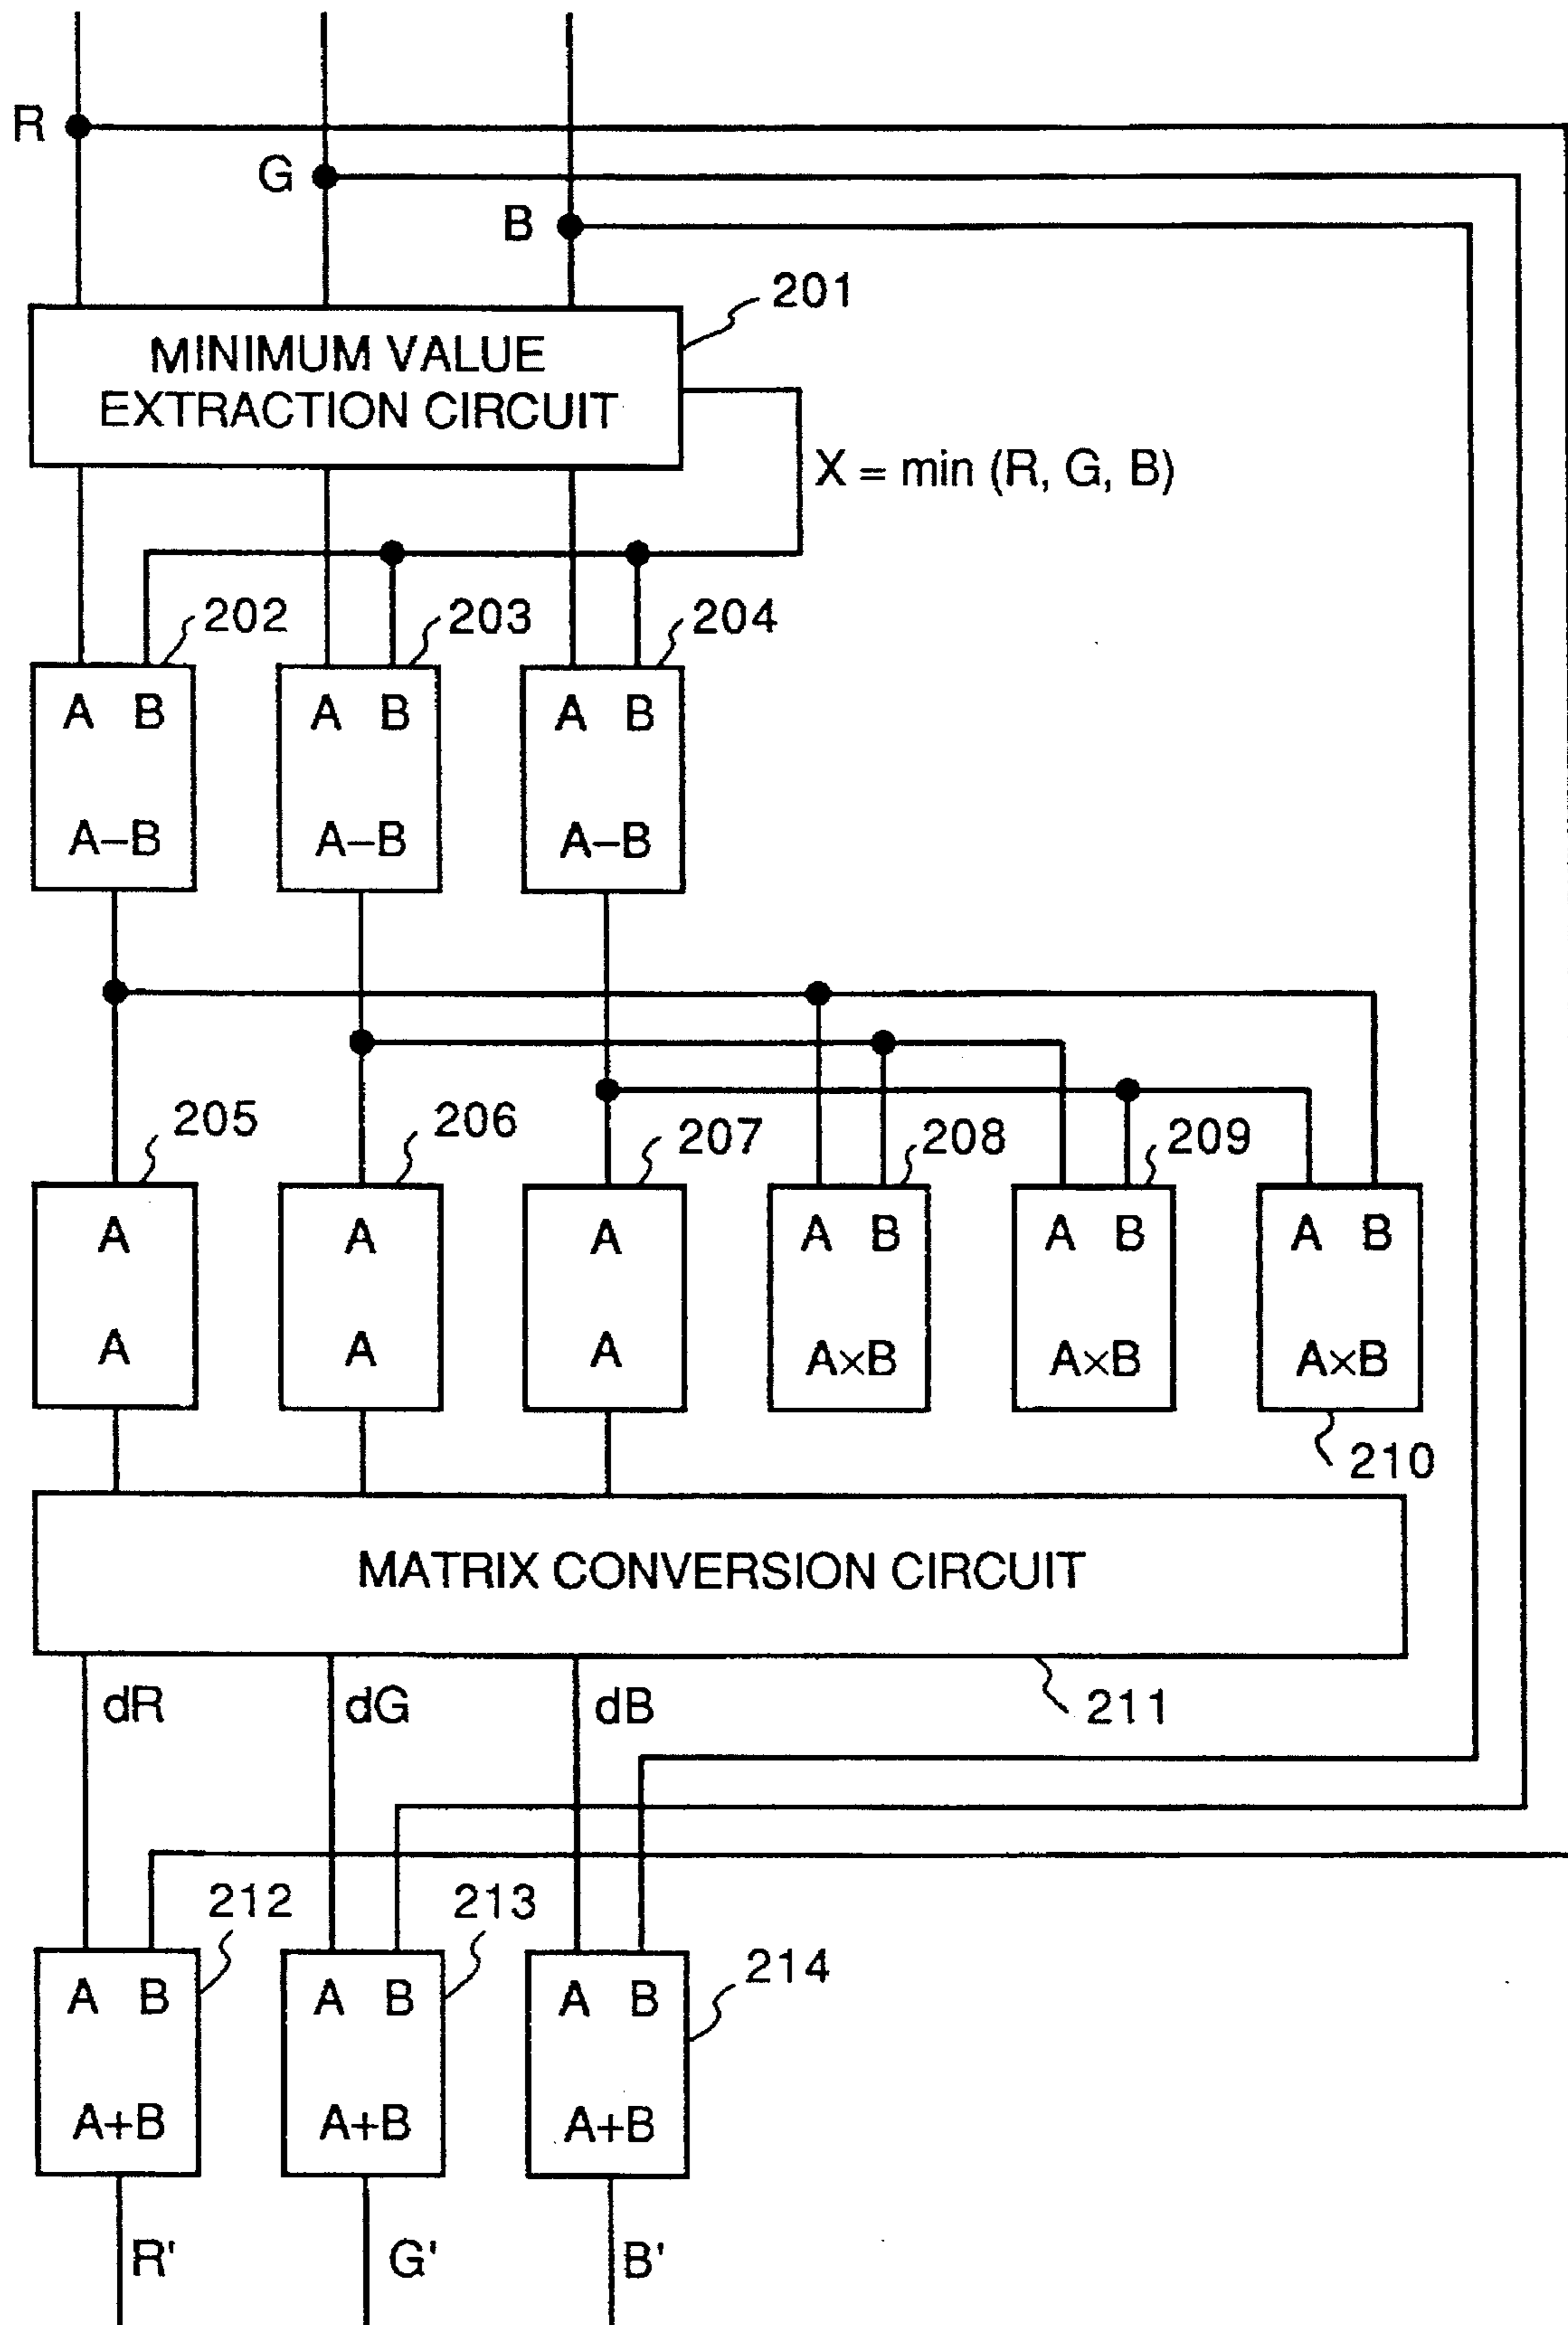 R
G
B
201
MINIMUM VALUE
EXTRACTION CIRCUIT
X = min (R, G, B)
202
203
204
A B
A B
A B
A–B
A–B
A–B
205
206
207
208
209
A
A
A
A B
A B
A B
A
A
A
A×B
A×B
A×B
210
MATRIX CONVERSION CIRCUIT
dR
dG
dB
211
212
213
214
A B
A B
A B
A+B
A+B
A+B
R'
G'
B'